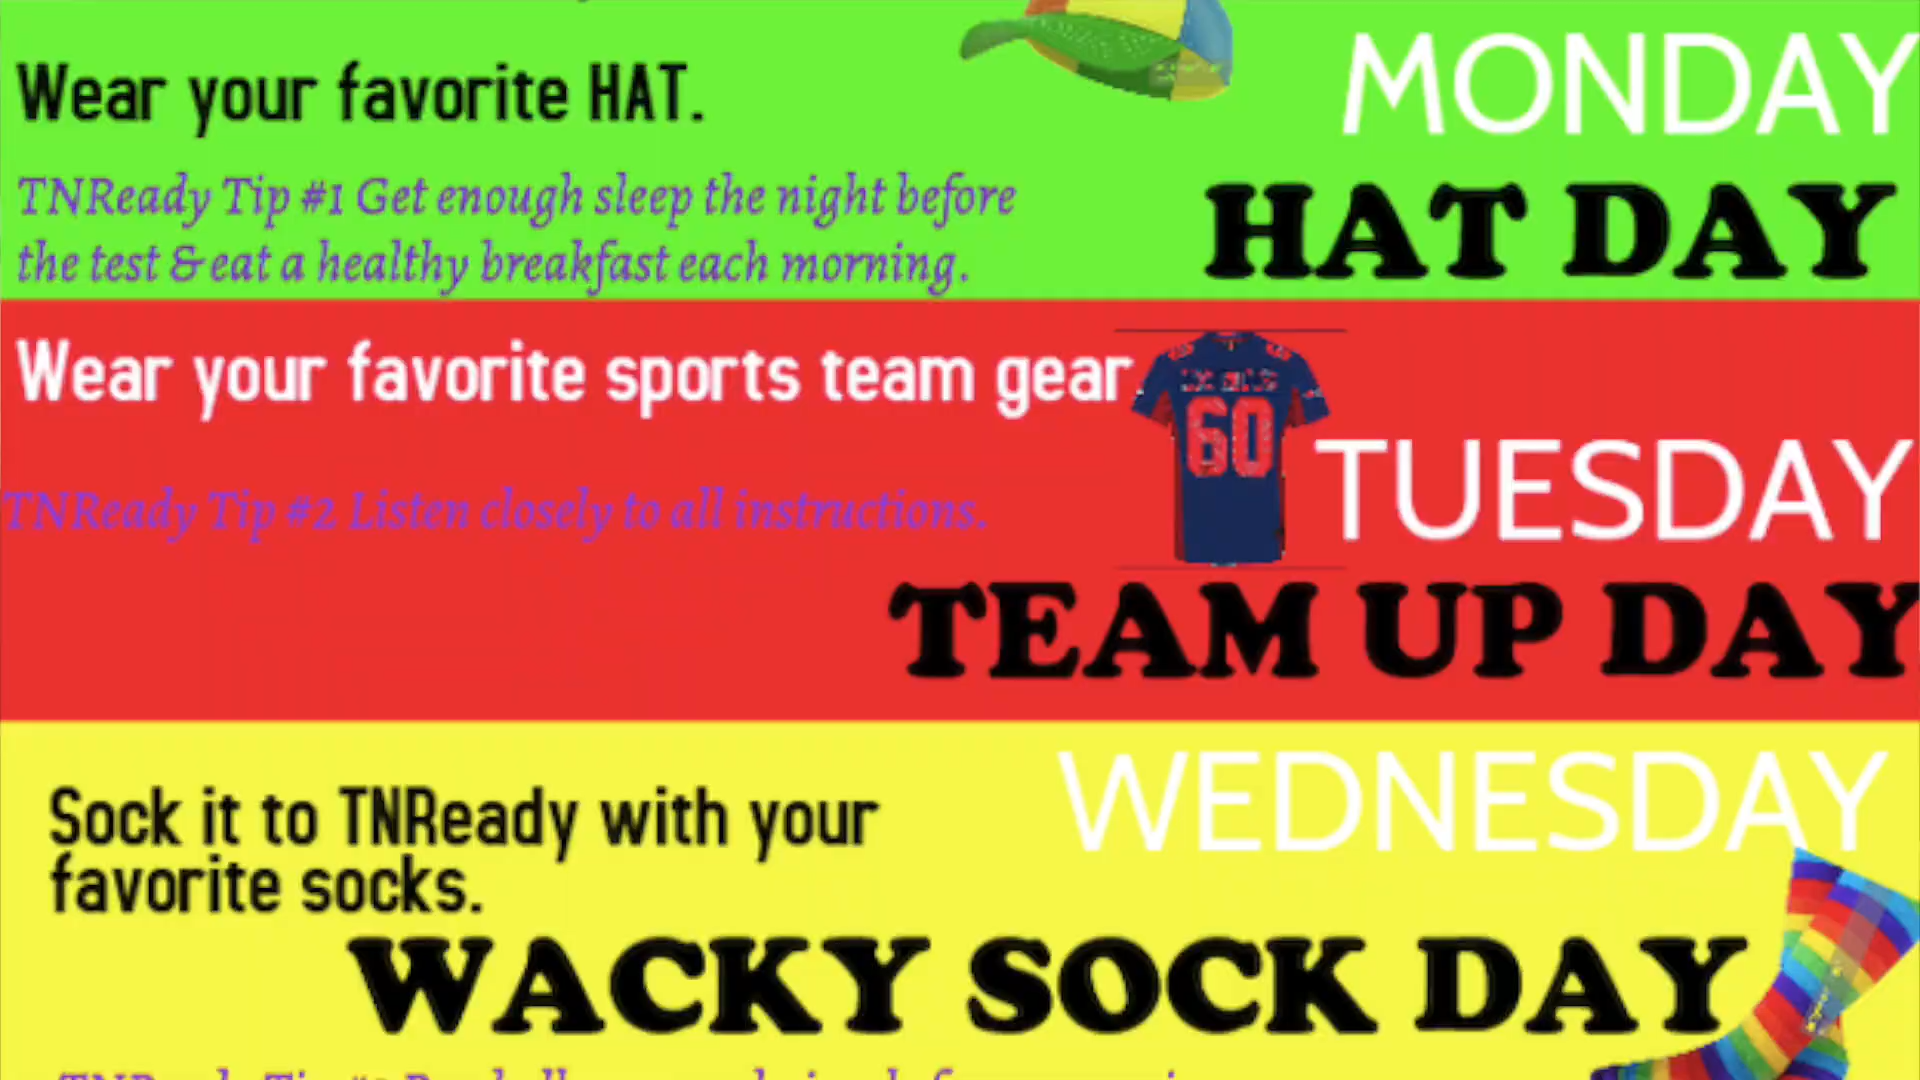 Wear your favorite HAT.
MONDAY
TNReady Tip #1 Get enough sleep the night before
the test & eat a healthy breakfast each morning.
HAT DAY
Wear your favorite sports team gear.
60
TUESDAY
TNReady Tip #2 Listen closely to all instructions.
TEAM UP DAY
WEDNESDAY
Sock it to TNReady with your
favorite socks.
WACKY SOCK DAY
TNReady Tip